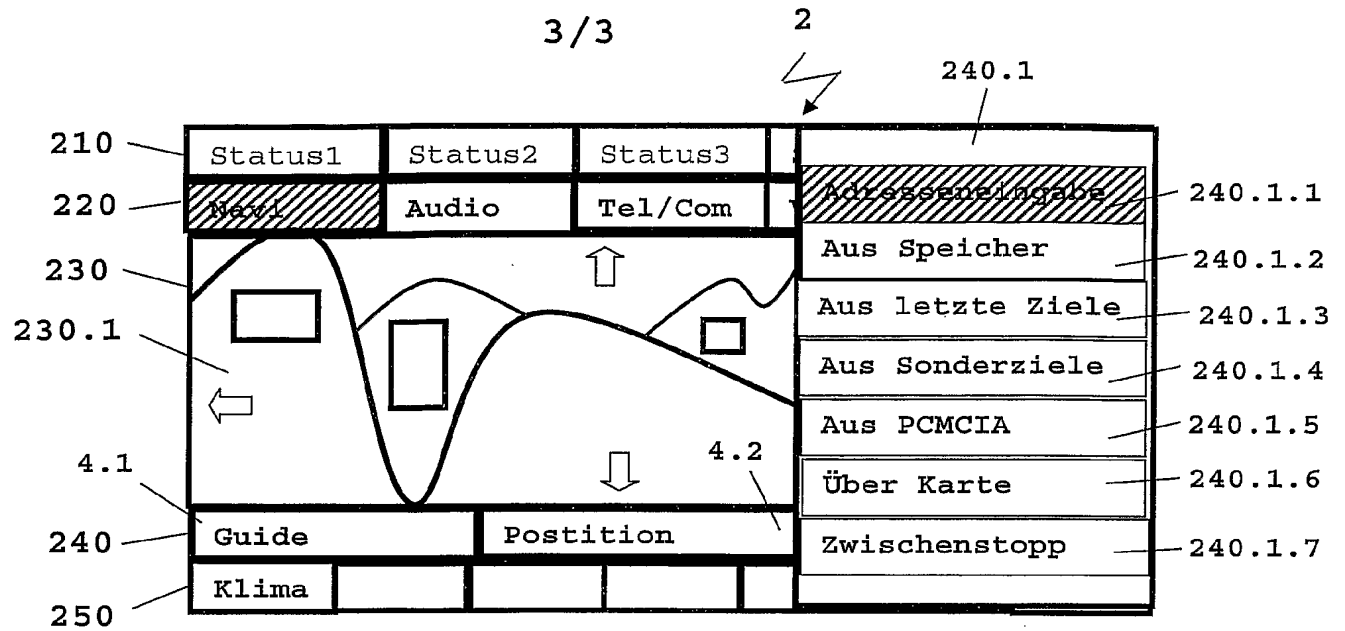 3/3
2
240.1
210
Status1 Status2 Status3
Adresseneingabe
240.1.1
220
Navi Audio Tel/Com
Aus Speicher
240.1.2
230
Aus letzte Ziele
240.1.3
230.1
Aus Sonderziele
240.1.4
Aus PCMCIA
240.1.5
4.1
4.2
Über Karte
240.1.6
240
Guide Postition
Zwischenstopp
240.1.7
Klima
250